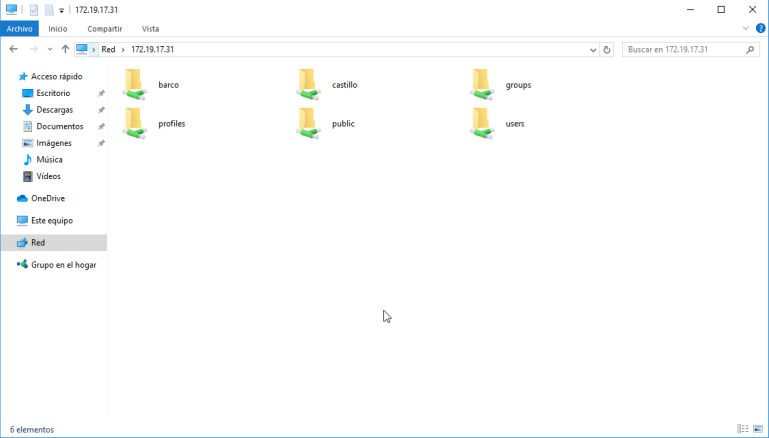 172.19.17.31
Archivo Inicio Compartir Vista
Red 172.19.17.31 Buscar en 172.19.17.31
Acceso rápido
Escritorio
Descargas
Documentos
Imágenes
Música
Vídeos
OneDrive
Este equipo
Red
Grupo en el hogar
barco castillo groups
profiles public users
6 elementos